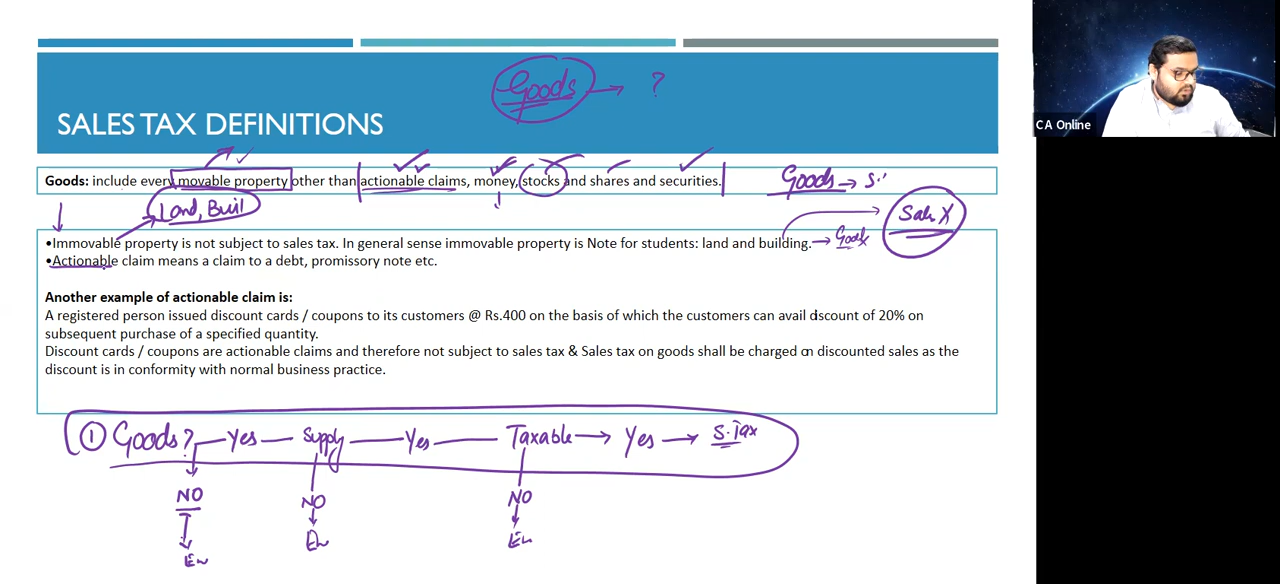 Goods → ?
SALES TAX DEFINITIONS
CA Online
Goods: include every movable property other than actionable claims, money, stocks and shares and securities.
Goods → S.
Land, Buil
Sale X
•Immovable property is not subject to sales tax. In general sense immovable property is Note for students: land and building. → Goods
•Actionable claim means a claim to a debt, promissory note etc.
Another example of actionable claim is:
A registered person issued discount cards / coupons to its customers @ Rs.400 on the basis of which the customers can avail dscount of 20% on
subsequent purchase of a specified quantity.
Discount cards / coupons are actionable claims and therefore not subject to sales tax & Sales tax on goods shall be charged on discounted sales as the
discount is in conformity with normal business practice.
① Goods? — Yes — Supply — Yes — Taxable → Yes → S.Tax
NO NO NO